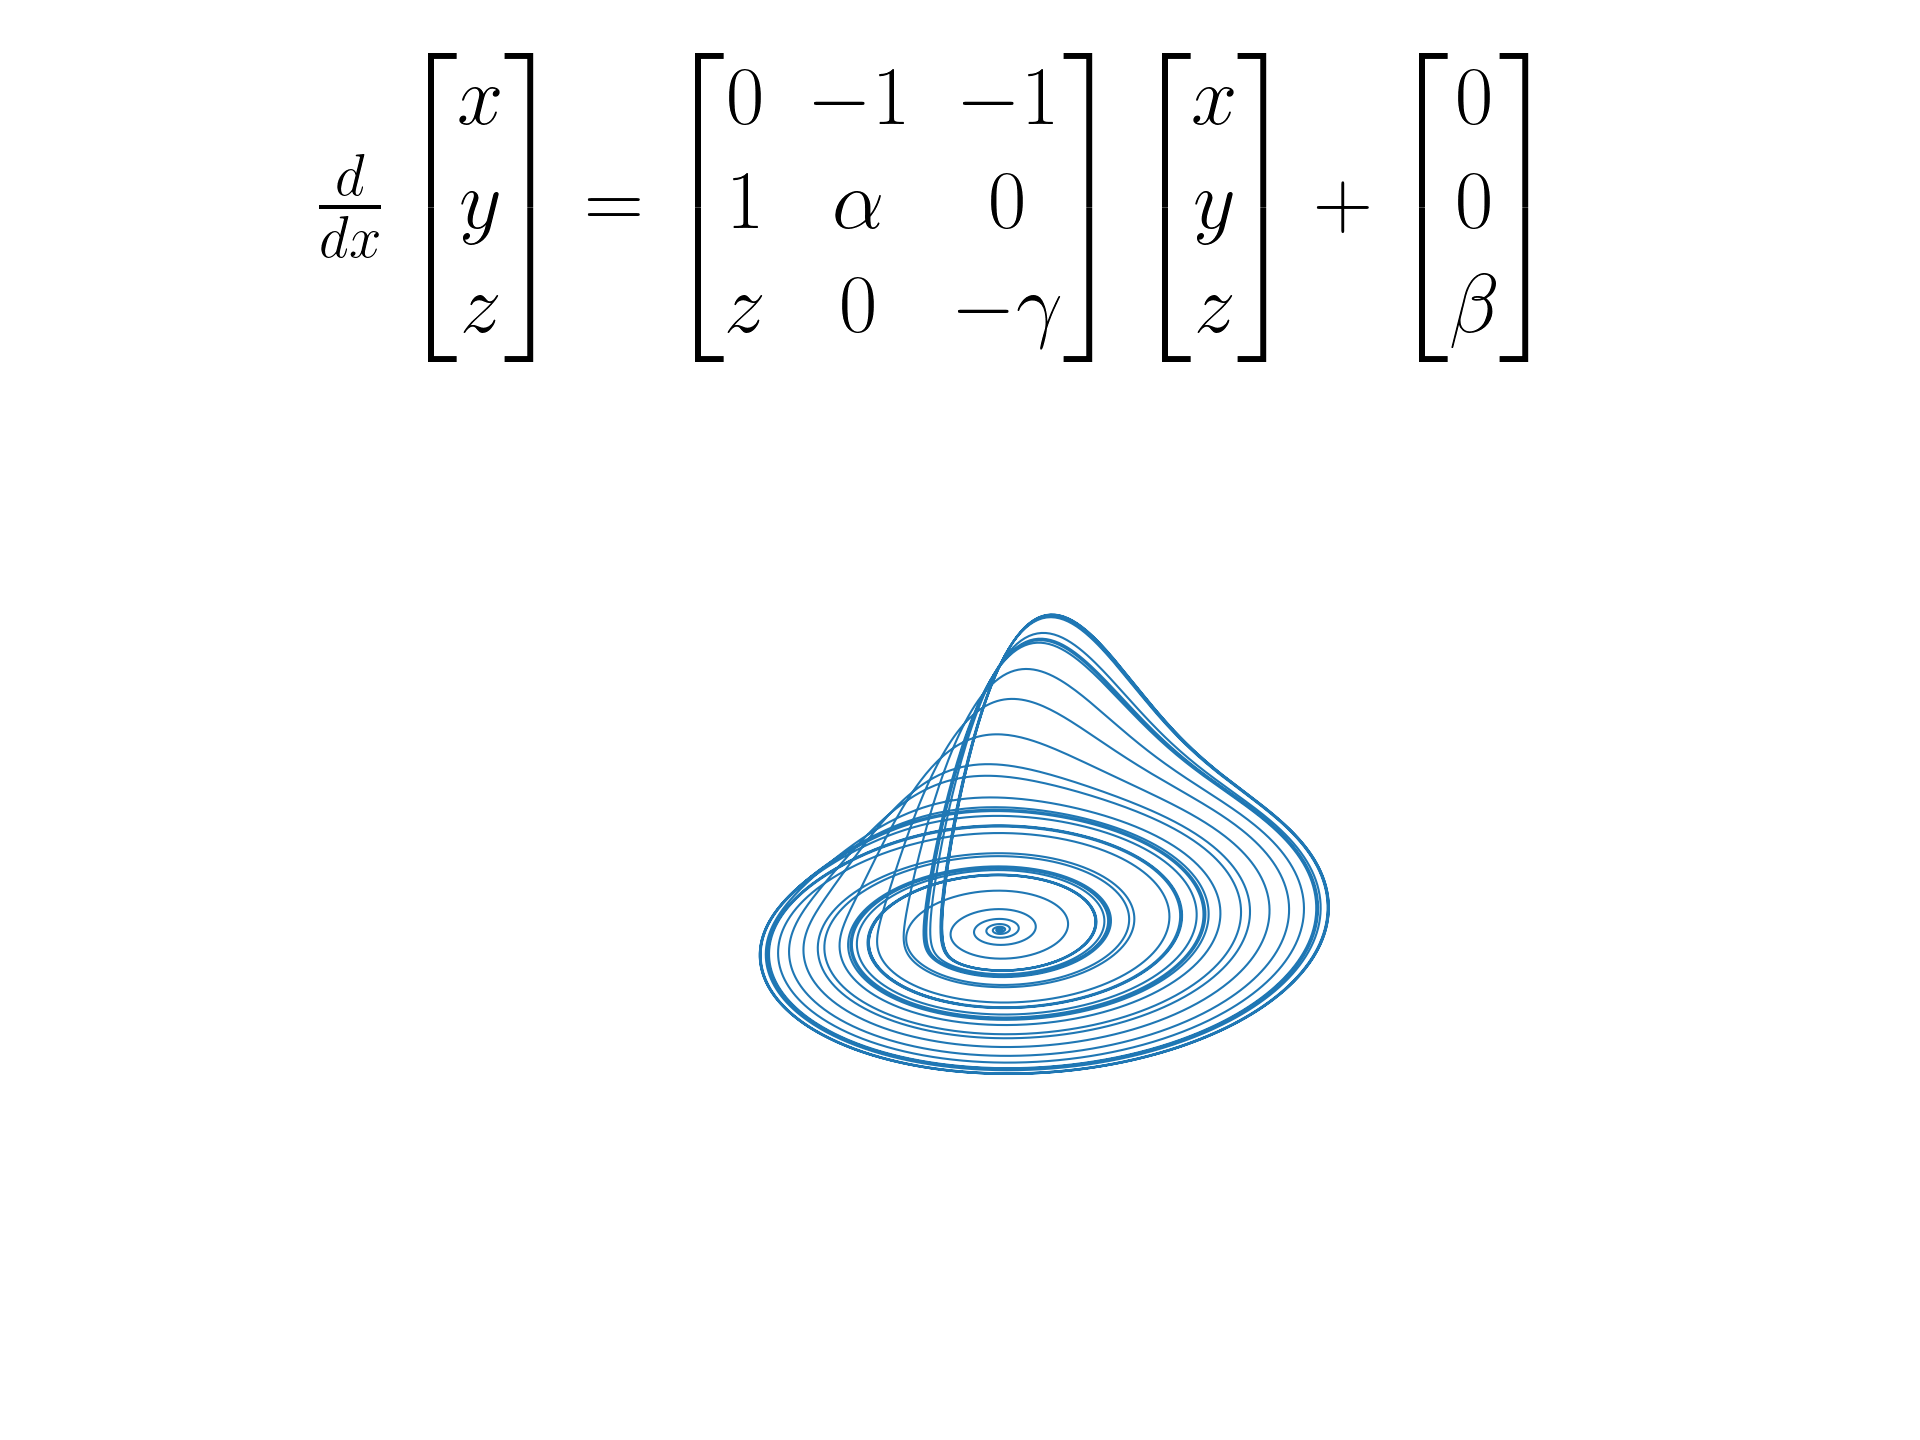 \frac{d}{dx} \begin{bmatrix} x \\ y \\ z \end{bmatrix} = \begin{bmatrix} 0 & -1 & -1 \\ 1 & \alpha & 0 \\ z & 0 & -\gamma \end{bmatrix} \begin{bmatrix} x \\ y \\ z \end{bmatrix} + \begin{bmatrix} 0 \\ 0 \\ \beta \end{bmatrix}